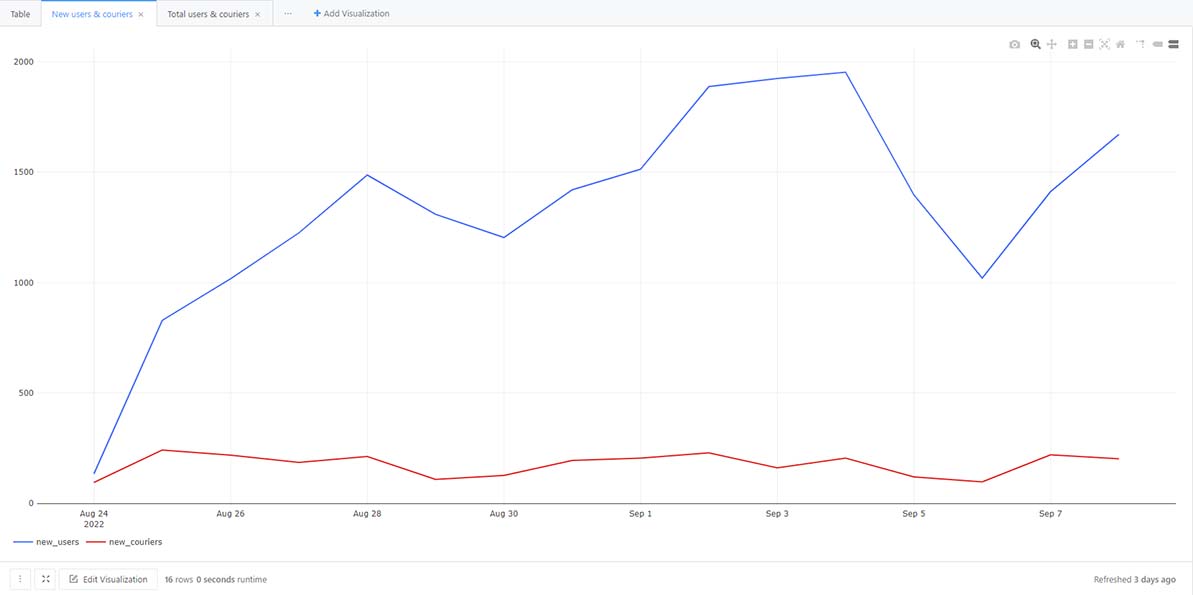 Table New users & couriers × Total users & couriers × ··· + Add Visualization
2000
1500
1000
500
0
Aug 24 Aug 26 Aug 28 Aug 30 Sep 1 Sep 3 Sep 5 Sep 7
2022
new_users new_couriers
Edit Visualization 16 rows 0 seconds runtime Refreshed 3 days ago